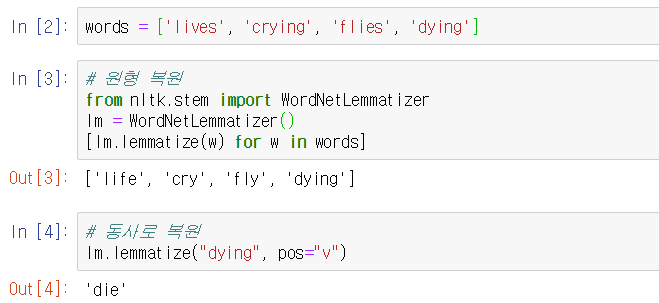 In [2]: words = ['lives', 'crying', 'flies', 'dying']
In [3]: # 원형 복원
from nltk.stem import WordNetLemmatizer
lm = WordNetLemmatizer()
[lm.lemmatize(w) for w in words]
Out[3]: ['life', 'cry', 'fly', 'dying']
In [4]: # 동사로 복원
lm.lemmatize("dying", pos="v")
Out[4]: 'die'